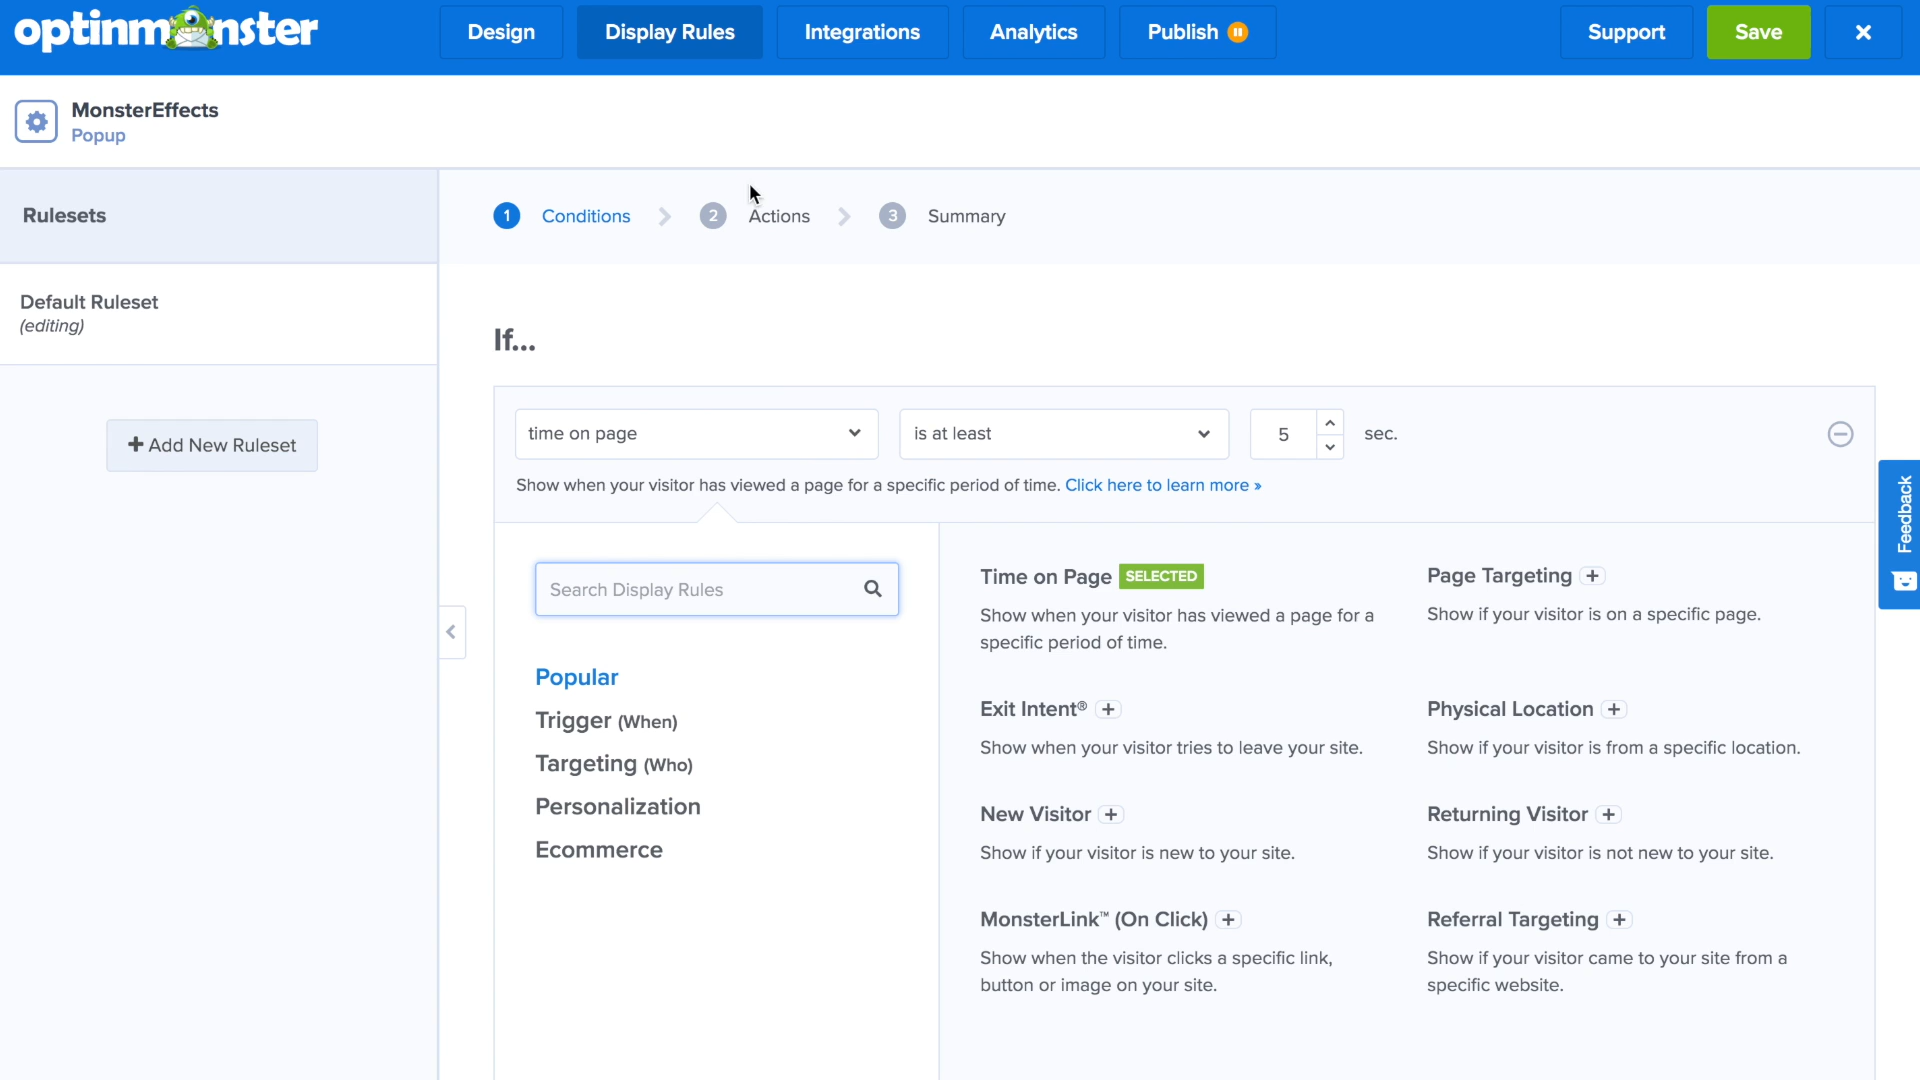 optinmonster
Design
Display Rules
Integrations
Analytics
Publish
Support
Save
MonsterEffects
Popup
Rulesets
1 Conditions
2 Actions
3 Summary
Default Ruleset
(editing)
+ Add New Ruleset
If...
time on page
is at least
5
sec.
Show when your visitor has viewed a page for a specific period of time. Click here to learn more »
Feedback
Search Display Rules
Popular
Trigger (When)
Targeting (Who)
Personalization
Ecommerce
Time on Page SELECTED
Show when your visitor has viewed a page for a
specific period of time.
Page Targeting +
Show if your visitor is on a specific page.
Exit Intent® +
Show when your visitor tries to leave your site.
Physical Location +
Show if your visitor is from a specific location.
New Visitor +
Show if your visitor is new to your site.
Returning Visitor +
Show if your visitor is not new to your site.
MonsterLink™ (On Click) +
Show when the visitor clicks a specific link,
button or image on your site.
Referral Targeting +
Show if your visitor came to your site from a
specific website.